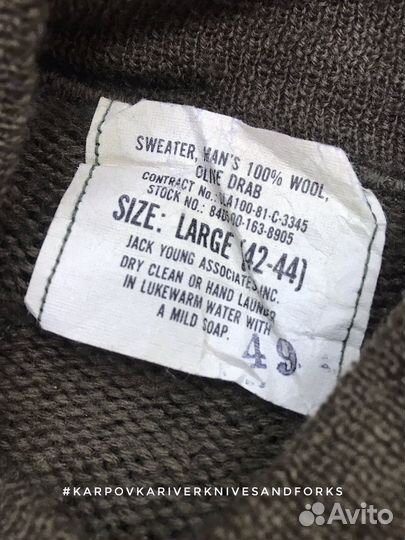 SWEATER, MAN'S 100% WOOL,
OLIVE DRAB
CONTRACT No.: DLA100-81-C-3345
STOCK NO.: 8405-00-163-8905
SIZE: LARGE (42-44)
JACK YOUNG ASSOCIATES INC.
DRY CLEAN OR HAND LAUNDER
IN LUKEWARM WATER WITH
A MILD SOAP.
49
#KARPOVKARIVERKNIVESANDFORKS
Avito